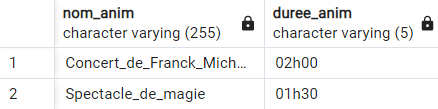 nom_anim duree_anim
character varying (255) character varying (5)
1 Concert_de_Franck_Mich... 02h00
2 Spectacle_de_magie 01h30